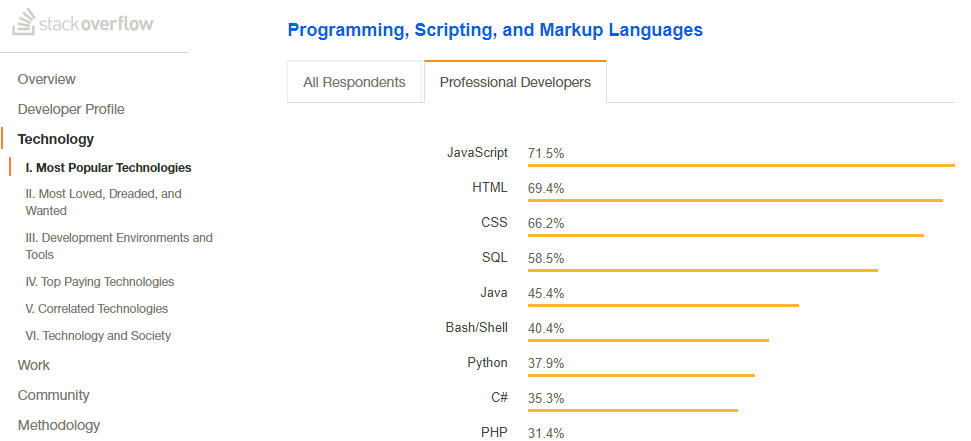 stackoverflow
Overview
Developer Profile
Technology
I. Most Popular Technologies
II. Most Loved, Dreaded, and
Wanted
III. Development Environments and
Tools
IV. Top Paying Technologies
V. Correlated Technologies
VI. Technology and Society
Work
Community
Methodology
Programming, Scripting, and Markup Languages
All Respondents Professional Developers
JavaScript 71.5%
HTML 69.4%
CSS 66.2%
SQL 58.5%
Java 45.4%
Bash/Shell 40.4%
Python 37.9%
C# 35.3%
PHP 31.4%